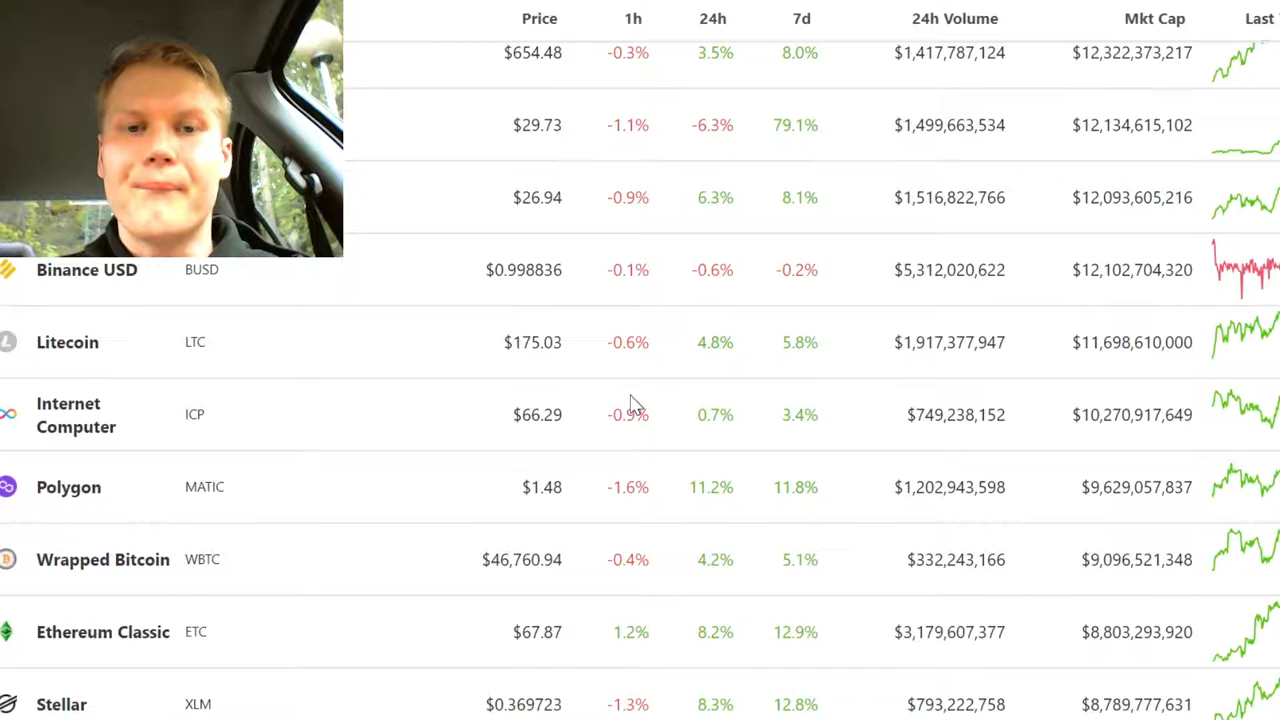 Price 1h 24h 7d 24h Volume Mkt Cap Last
$654.48 -0.3% 3.5% 8.0% $1,417,787,124 $12,322,373,217
$29.73 -1.1% -6.3% 79.1% $1,499,663,534 $12,134,615,102
$26.94 -0.9% 6.3% 8.1% $1,516,822,766 $12,093,605,216
Binance USD BUSD $0.998836 -0.1% -0.6% -0.2% $5,312,020,622 $12,102,704,320
Litecoin LTC $175.03 -0.6% 4.8% 5.8% $1,917,377,947 $11,698,610,000
Internet
Computer ICP $66.29 -0.9% 0.7% 3.4% $749,238,152 $10,270,917,649
Polygon MATIC $1.48 -1.6% 11.2% 11.8% $1,202,943,598 $9,629,057,837
Wrapped Bitcoin WBTC $46,760.94 -0.4% 4.2% 5.1% $332,243,166 $9,096,521,348
Ethereum Classic ETC $67.87 1.2% 8.2% 12.9% $3,179,607,377 $8,803,293,920
Stellar XLM $0.369723 -1.3% 8.3% 12.8% $793,222,758 $8,789,777,631